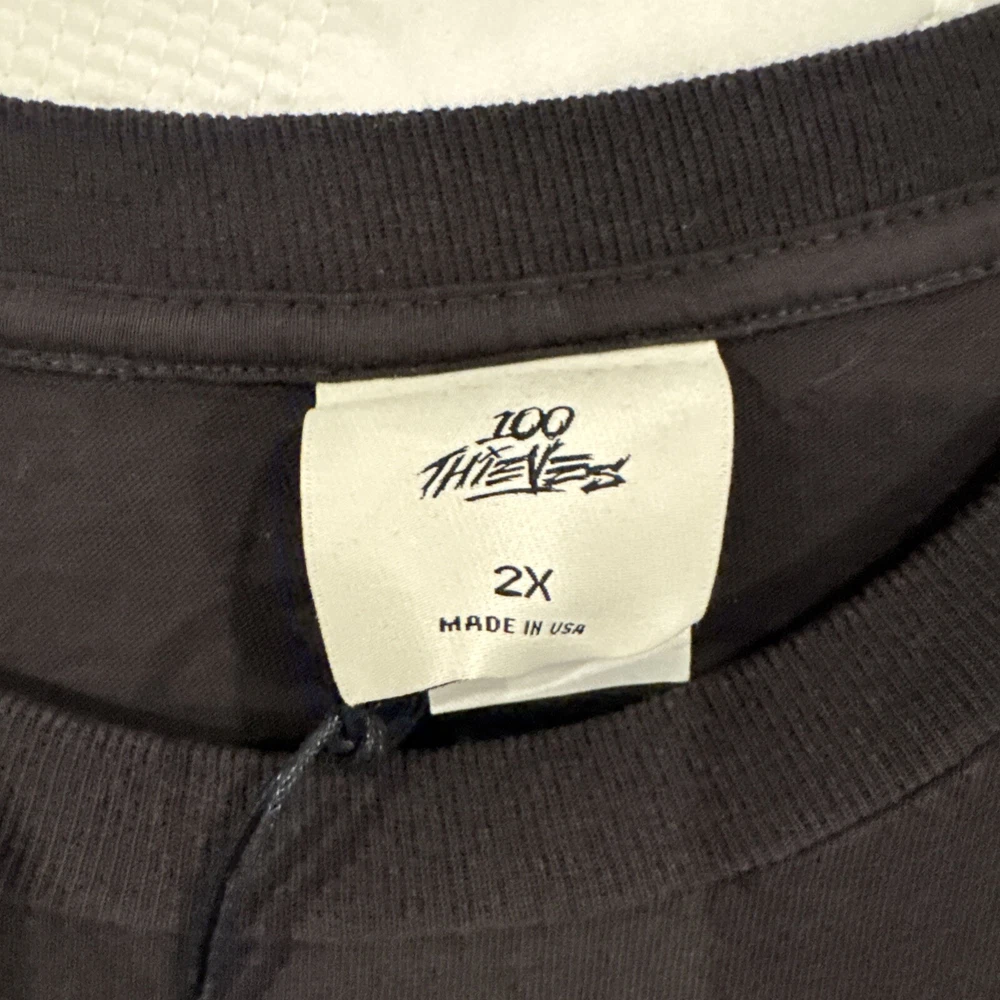 100
THIEVES
2X
MADE IN USA